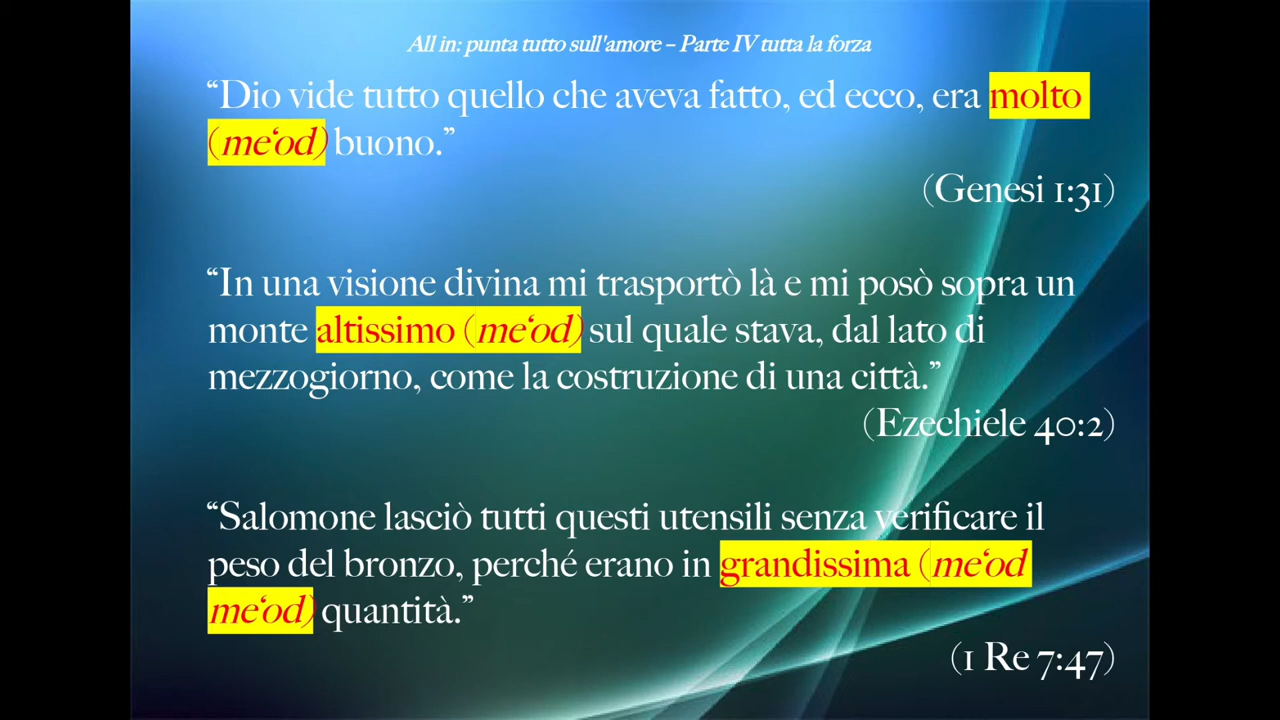 All in: punta tutto sull'amore – Parte IV tutta la forza
“Dio vide tutto quello che aveva fatto, ed ecco, era molto
(me‘od) buono.”
(Genesi 1:31)
“In una visione divina mi trasportò là e mi posò sopra un
monte altissimo (me‘od) sul quale stava, dal lato di
mezzogiorno, come la costruzione di una città.”
(Ezechiele 40:2)
“Salomone lasciò tutti questi utensili senza verificare il
peso del bronzo, perché erano in grandissima (me‘od
me‘od) quantità.”
(1 Re 7:47)